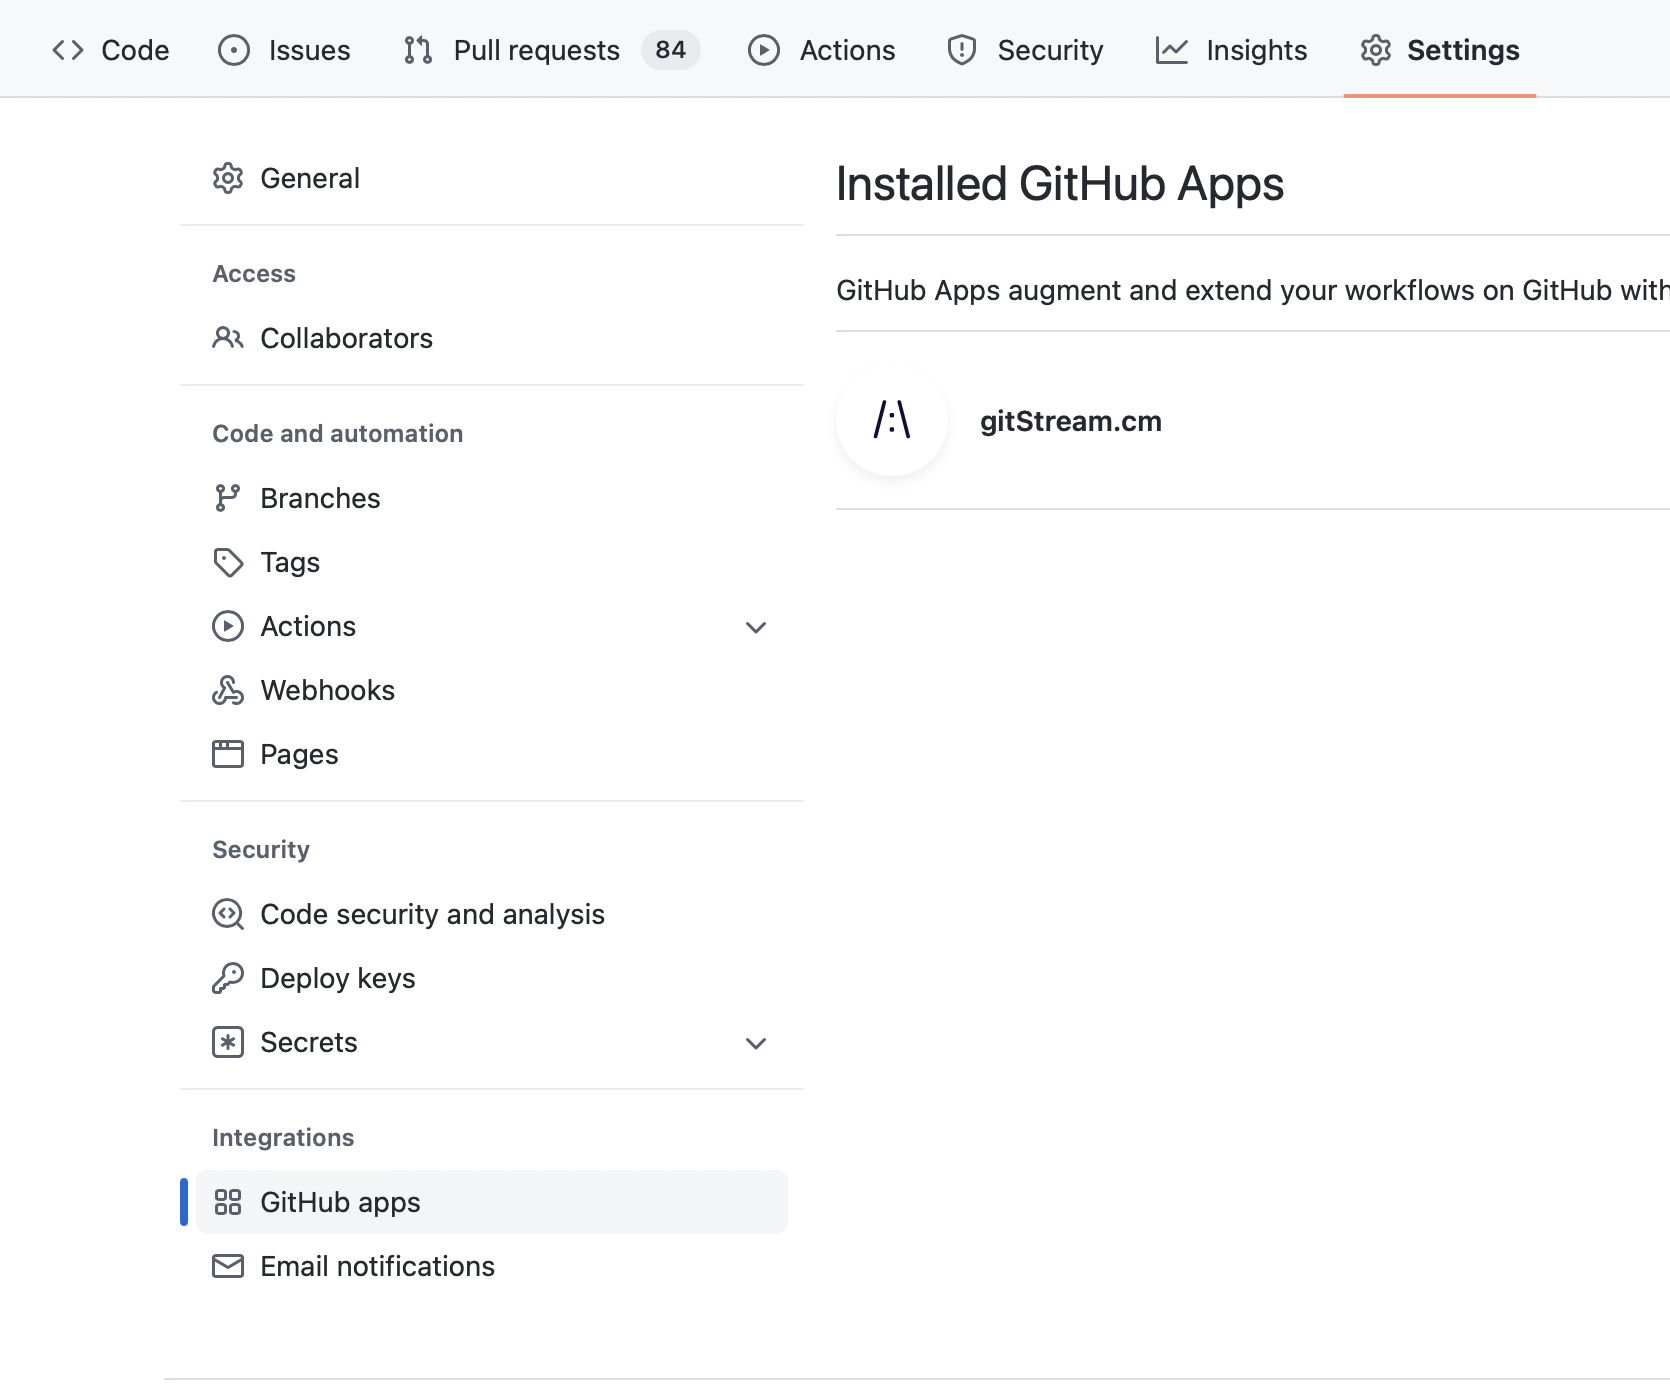 Code Issues Pull requests 84 Actions Security Insights Settings
General
Access
Collaborators
Code and automation
Branches
Tags
Actions
Webhooks
Pages
Security
Code security and analysis
Deploy keys
Secrets
Integrations
GitHub apps
Email notifications
Installed GitHub Apps
GitHub Apps augment and extend your workflows on GitHub with
/:\
gitStream.cm